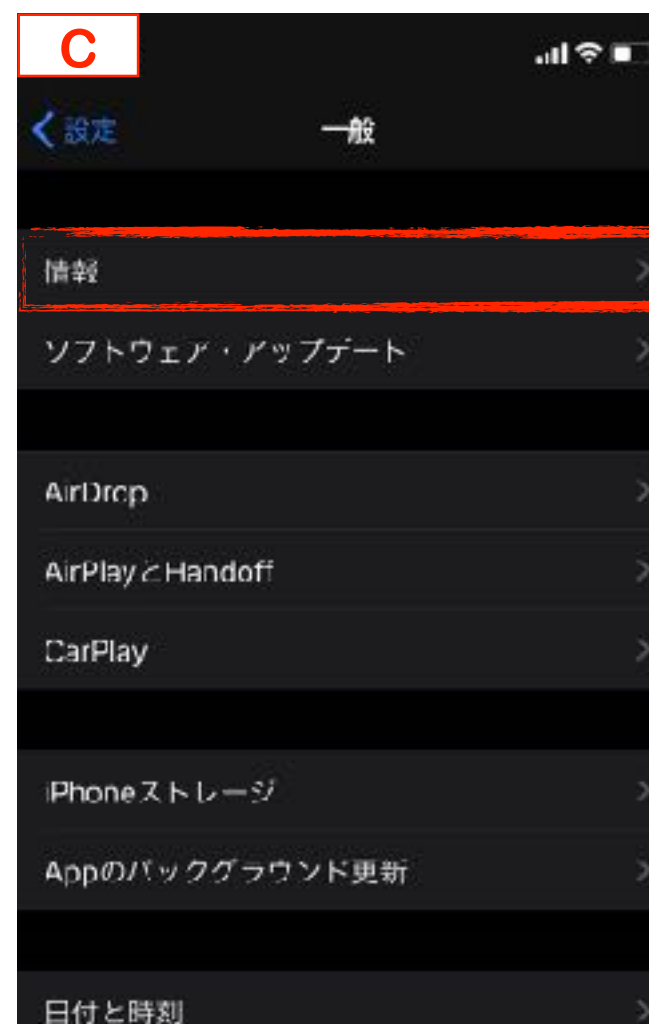 C
設定
一般
情報
ソフトウェア・アップデート
AirDrop
AirPlayとHandoff
CarPlay
iPhoneストレージ
Appのバックグラウンド更新
日付と時刻